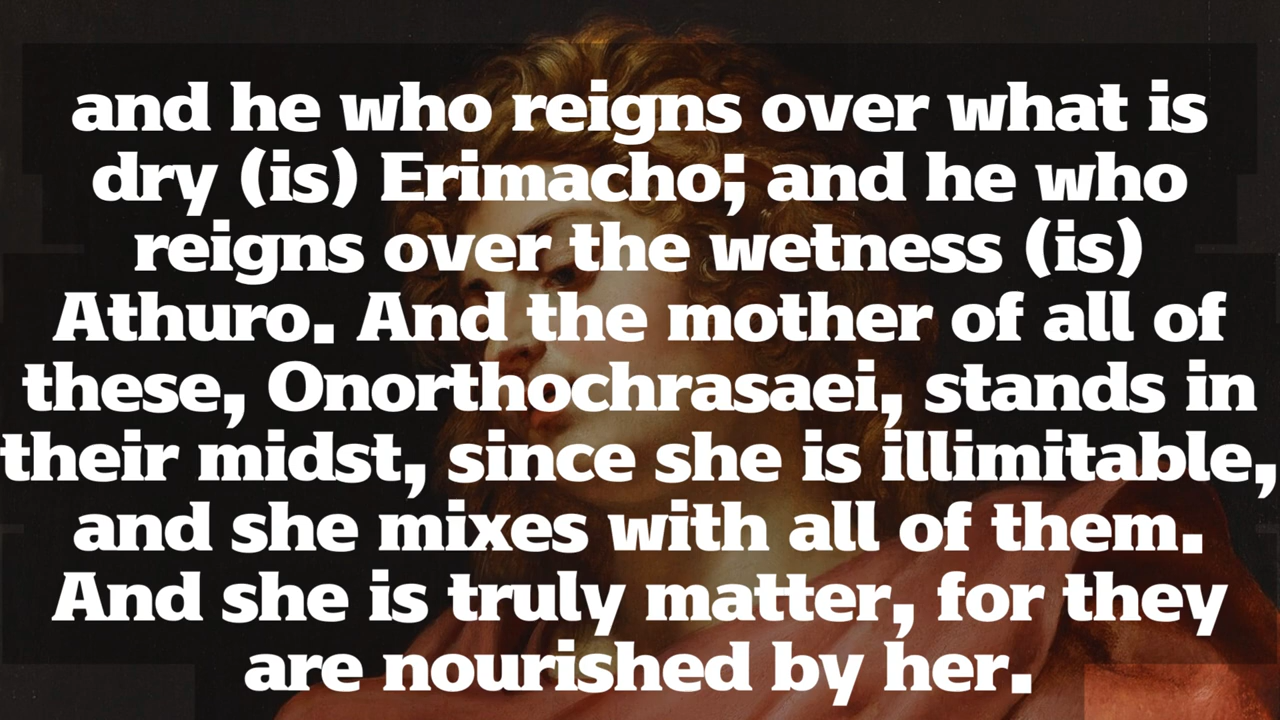 and he who reigns over what is
dry (is) Erimacho; and he who
reigns over the wetness (is)
Athuro. And the mother of all of
these, Onorthochrasaei, stands in
their midst, since she is illimitable,
and she mixes with all of them.
And she is truly matter, for they
are nourished by her.